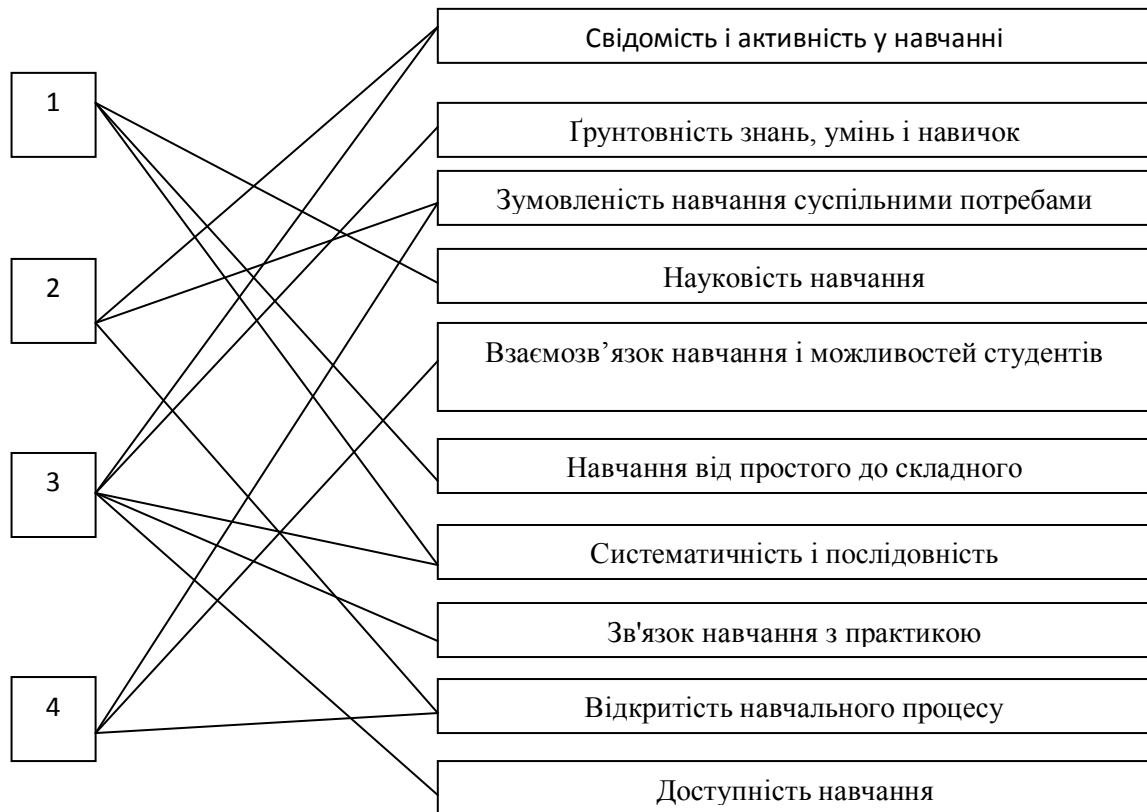 Свідомість і активність у навчанні
1
Ґрунтовність знань, умінь і навичок
Зумовленість навчання суспільними потребами
2
Науковість навчання
Взаємозв’язок навчання і можливостей студентів
Навчання від простого до складного
3
Систематичність і послідовність
Зв'язок навчання з практикою
4
Відкритість навчального процесу
Доступність навчання